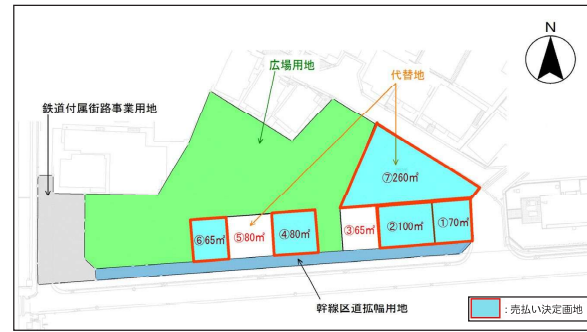 N
広場用地
代替地
鉄道付属街路事業用地
⑦260㎡
⑥65㎡
⑤80㎡
④80㎡
③65㎡
②100㎡
①70㎡
幹線区道拡幅用地
：売払い決定画地